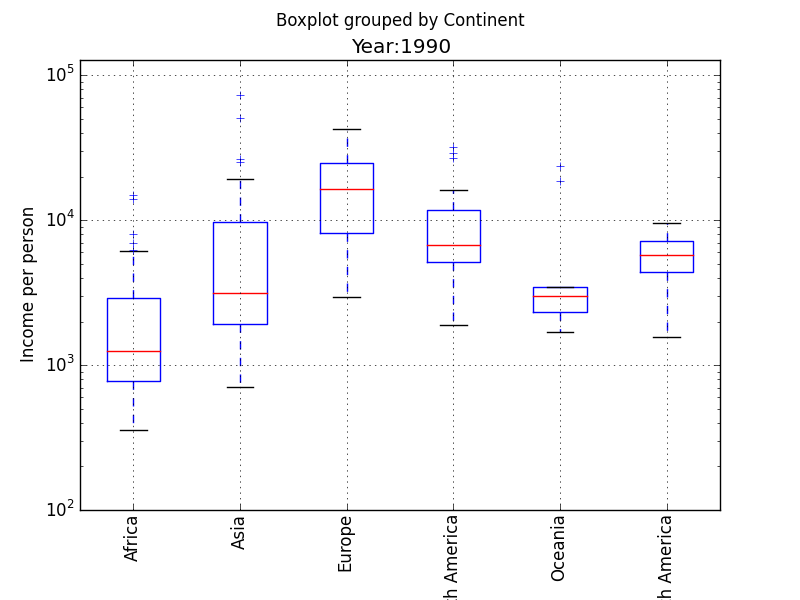 Boxplot grouped by Continent
Year:1990
10^5
10^4
10^3
10^2
Income per person
Africa
Asia
Europe
h America
Oceania
h America